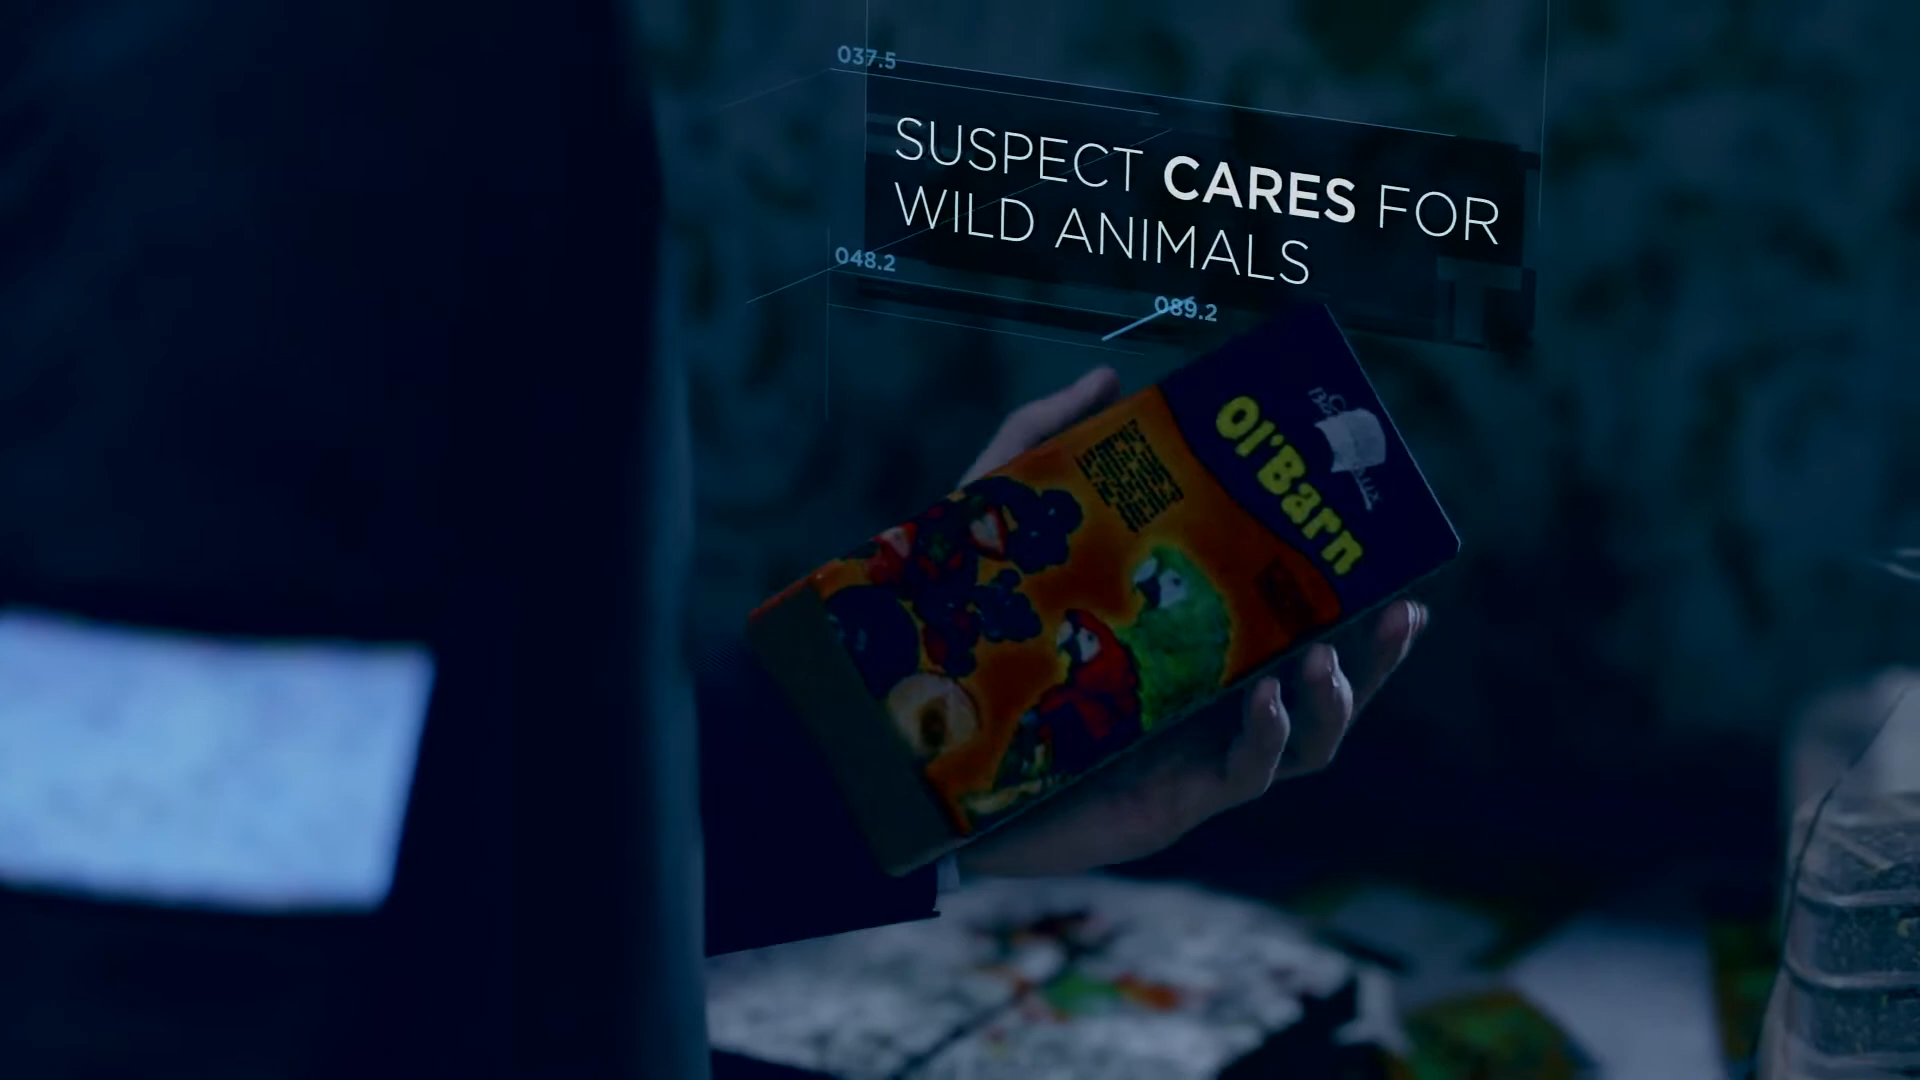 037.5
SUSPECT CARES FOR
WILD ANIMALS
048.2
089.2
Ol'Barn